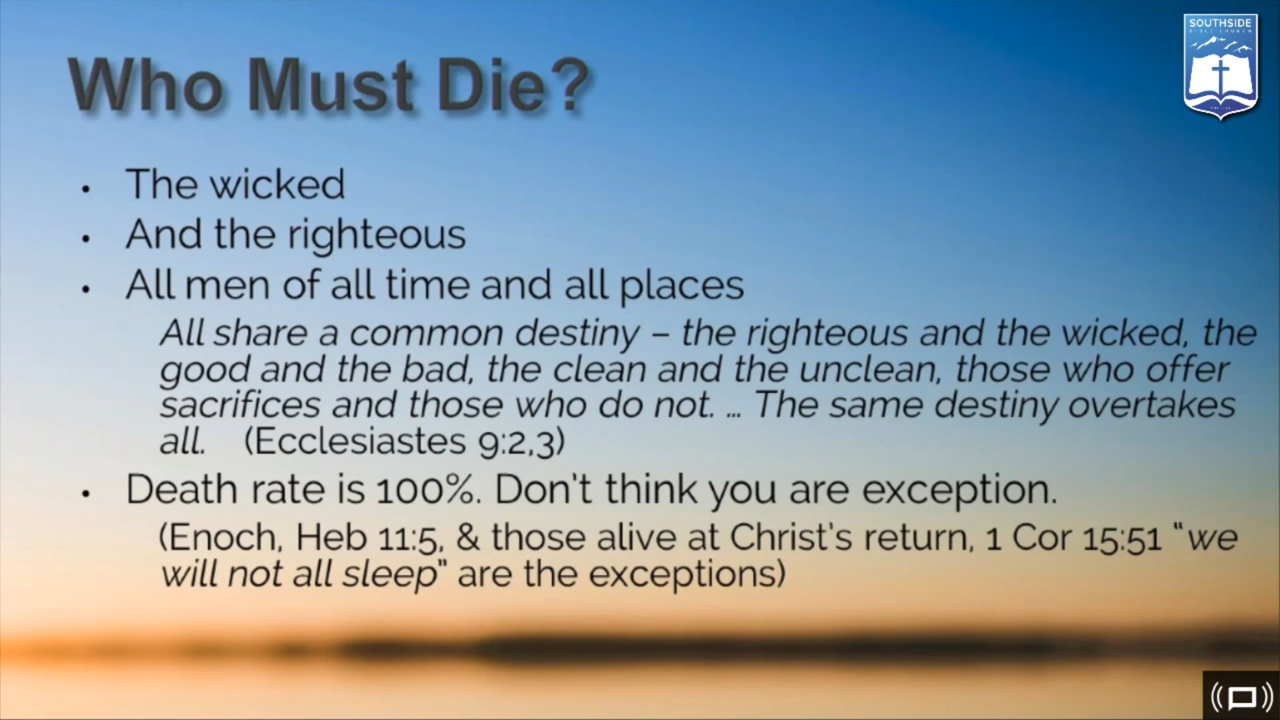 SOUTHSIDE
BIBLE CHURCH
Who Must Die?
• The wicked
• And the righteous
• All men of all time and all places
All share a common destiny – the righteous and the wicked, the
good and the bad, the clean and the unclean, those who offer
sacrifices and those who do not. … The same destiny overtakes
all. (Ecclesiastes 9:2,3)
• Death rate is 100%. Don't think you are exception.
(Enoch, Heb 11:5, & those alive at Christ's return, 1 Cor 15:51 "we
will not all sleep" are the exceptions)